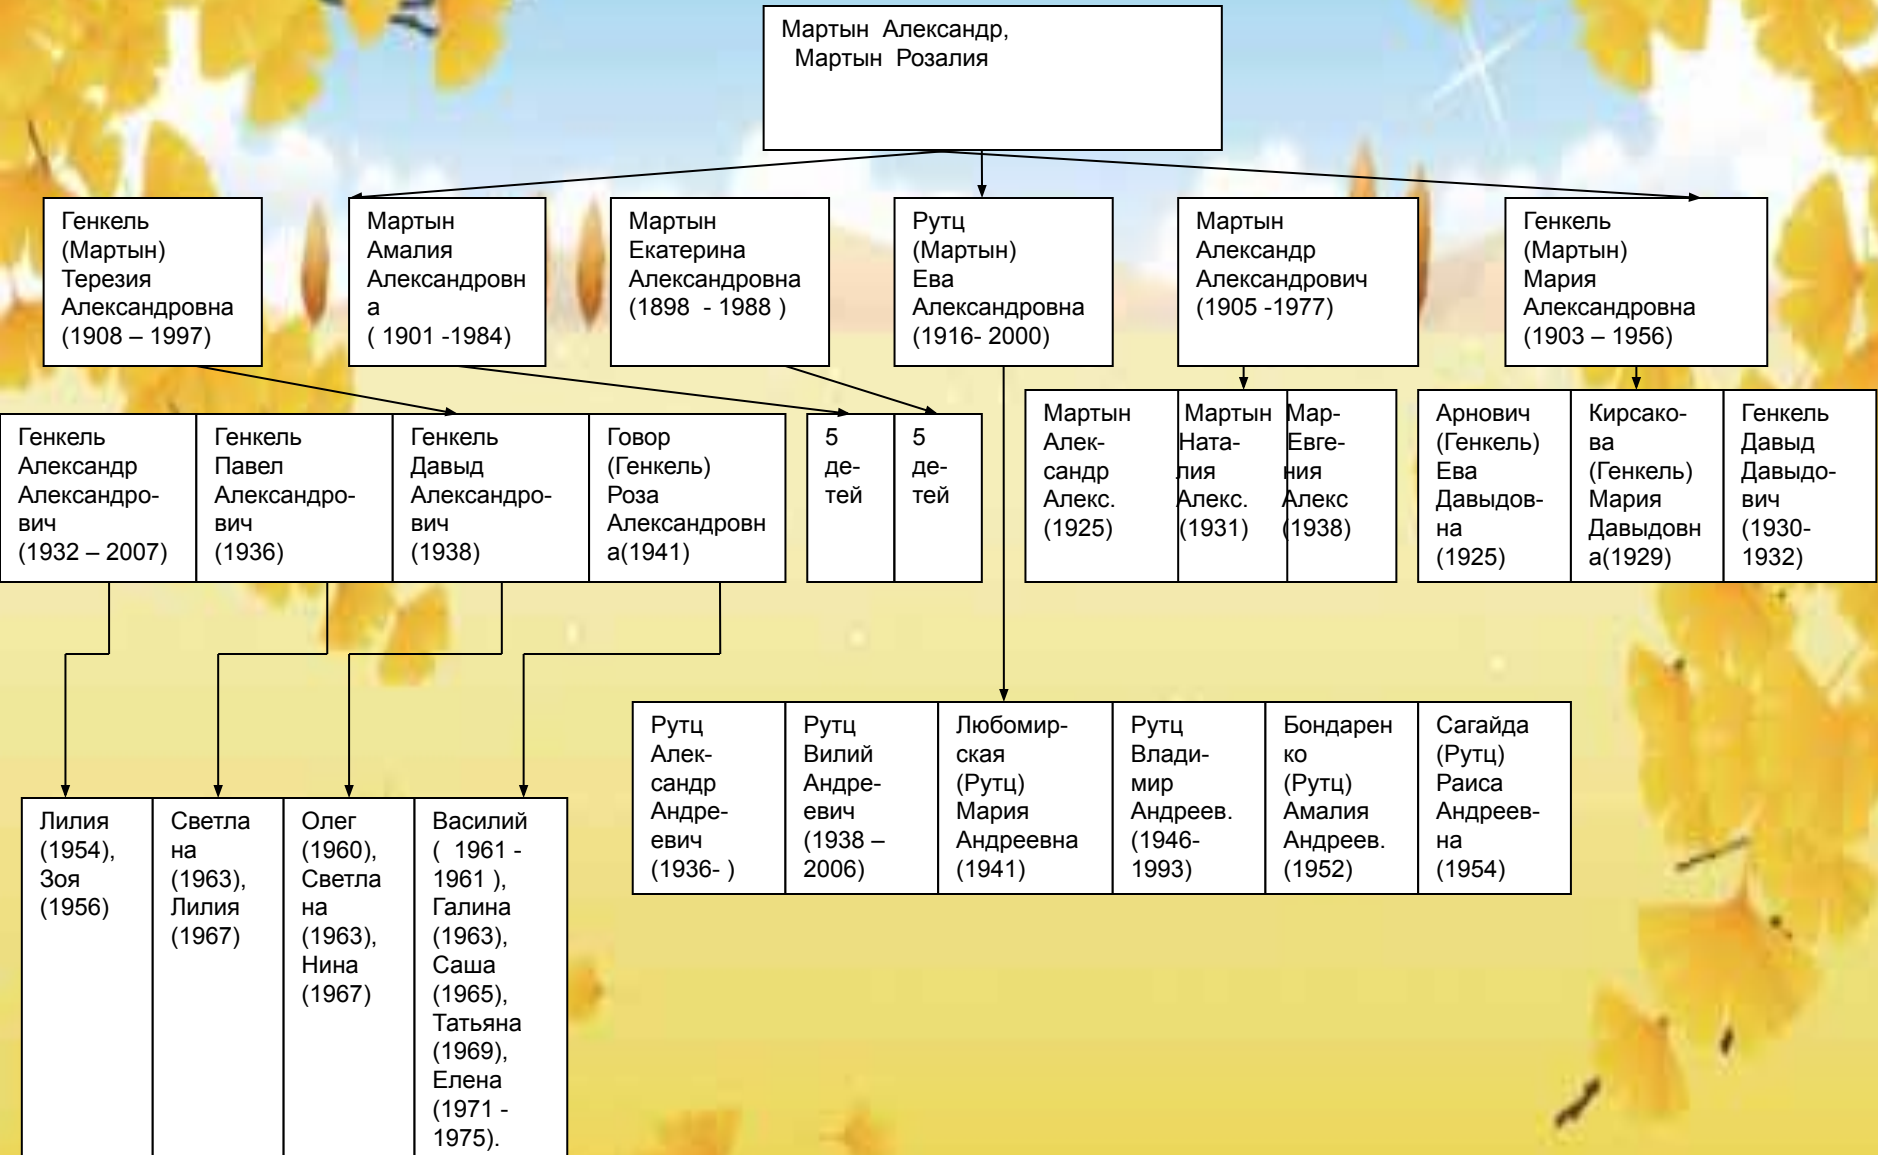 Мартын Александр,
Мартын Розалия
Генкель
(Мартын)
Терезия
Александровна
(1908 – 1997)
Мартын
Амалия
Александровн
а
( 1901 -1984)
Мартын
Екатерина
Александровна
(1898 - 1988 )
Рутц
(Мартын)
Ева
Александровна
(1916- 2000)
Мартын
Александр
Александрович
(1905 -1977)
Генкель
(Мартын)
Мария
Александровна
(1903 – 1956)
Генкель
Александр
Александро-
вич
(1932 – 2007)
Генкель
Павел
Александро-
вич
(1936)
Генкель
Давыд
Александро-
вич
(1938)
Говор
(Генкель)
Роза
Александровн
а(1941)
5
де-
тей
5
де-
тей
Мартын
Алек-
сандр
Алекс.
(1925)
Мартын
Ната-
лия
Алекс.
(1931)
Мар-
Евге-
ния
Алекс
(1938)
Арнович
(Генкель)
Ева
Давыдов-
на
(1925)
Кирсако-
ва
(Генкель)
Мария
Давыдовн
а(1929)
Генкель
Давыд
Давыдо-
вич
(1930-
1932)
Рутц
Алек-
сандр
Андре-
евич
(1936- )
Рутц
Вилий
Андре-
евич
(1938 –
2006)
Любомир-
ская
(Рутц)
Мария
Андреевна
(1941)
Рутц
Влади-
мир
Андреев.
(1946-
1993)
Бондарен
ко
(Рутц)
Амалия
Андреев.
(1952)
Сагайда
(Рутц)
Раиса
Андреев-
на
(1954)
Лилия
(1954),
Зоя
(1956)
Светла
на
(1963),
Лилия
(1967)
Олег
(1960),
Светла
на
(1963),
Нина
(1967)
Василий
( 1961 -
1961 ),
Галина
(1963),
Саша
(1965),
Татьяна
(1969),
Елена
(1971 -
1975).